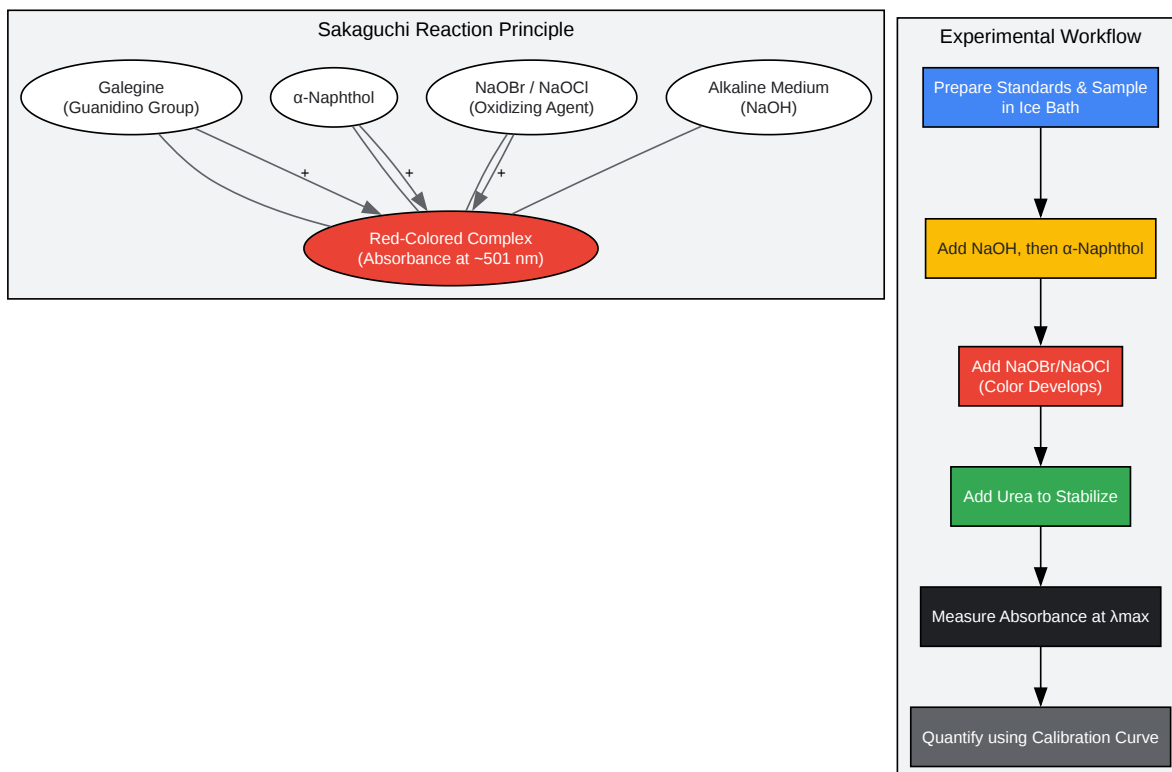 Sakaguchi Reaction Principle
Galegine
(Guanidino Group)
α-Naphthol
NaOBr / NaOCl
(Oxidizing Agent)
Alkaline Medium
(NaOH)
+
+
+
Red-Colored Complex
(Absorbance at ~501 nm)
Experimental Workflow
Prepare Standards & Sample
in Ice Bath
Add NaOH, then α-Naphthol
Add NaOBr/NaOCl
(Color Develops)
Add Urea to Stabilize
Measure Absorbance at λmax
Quantify using Calibration Curve